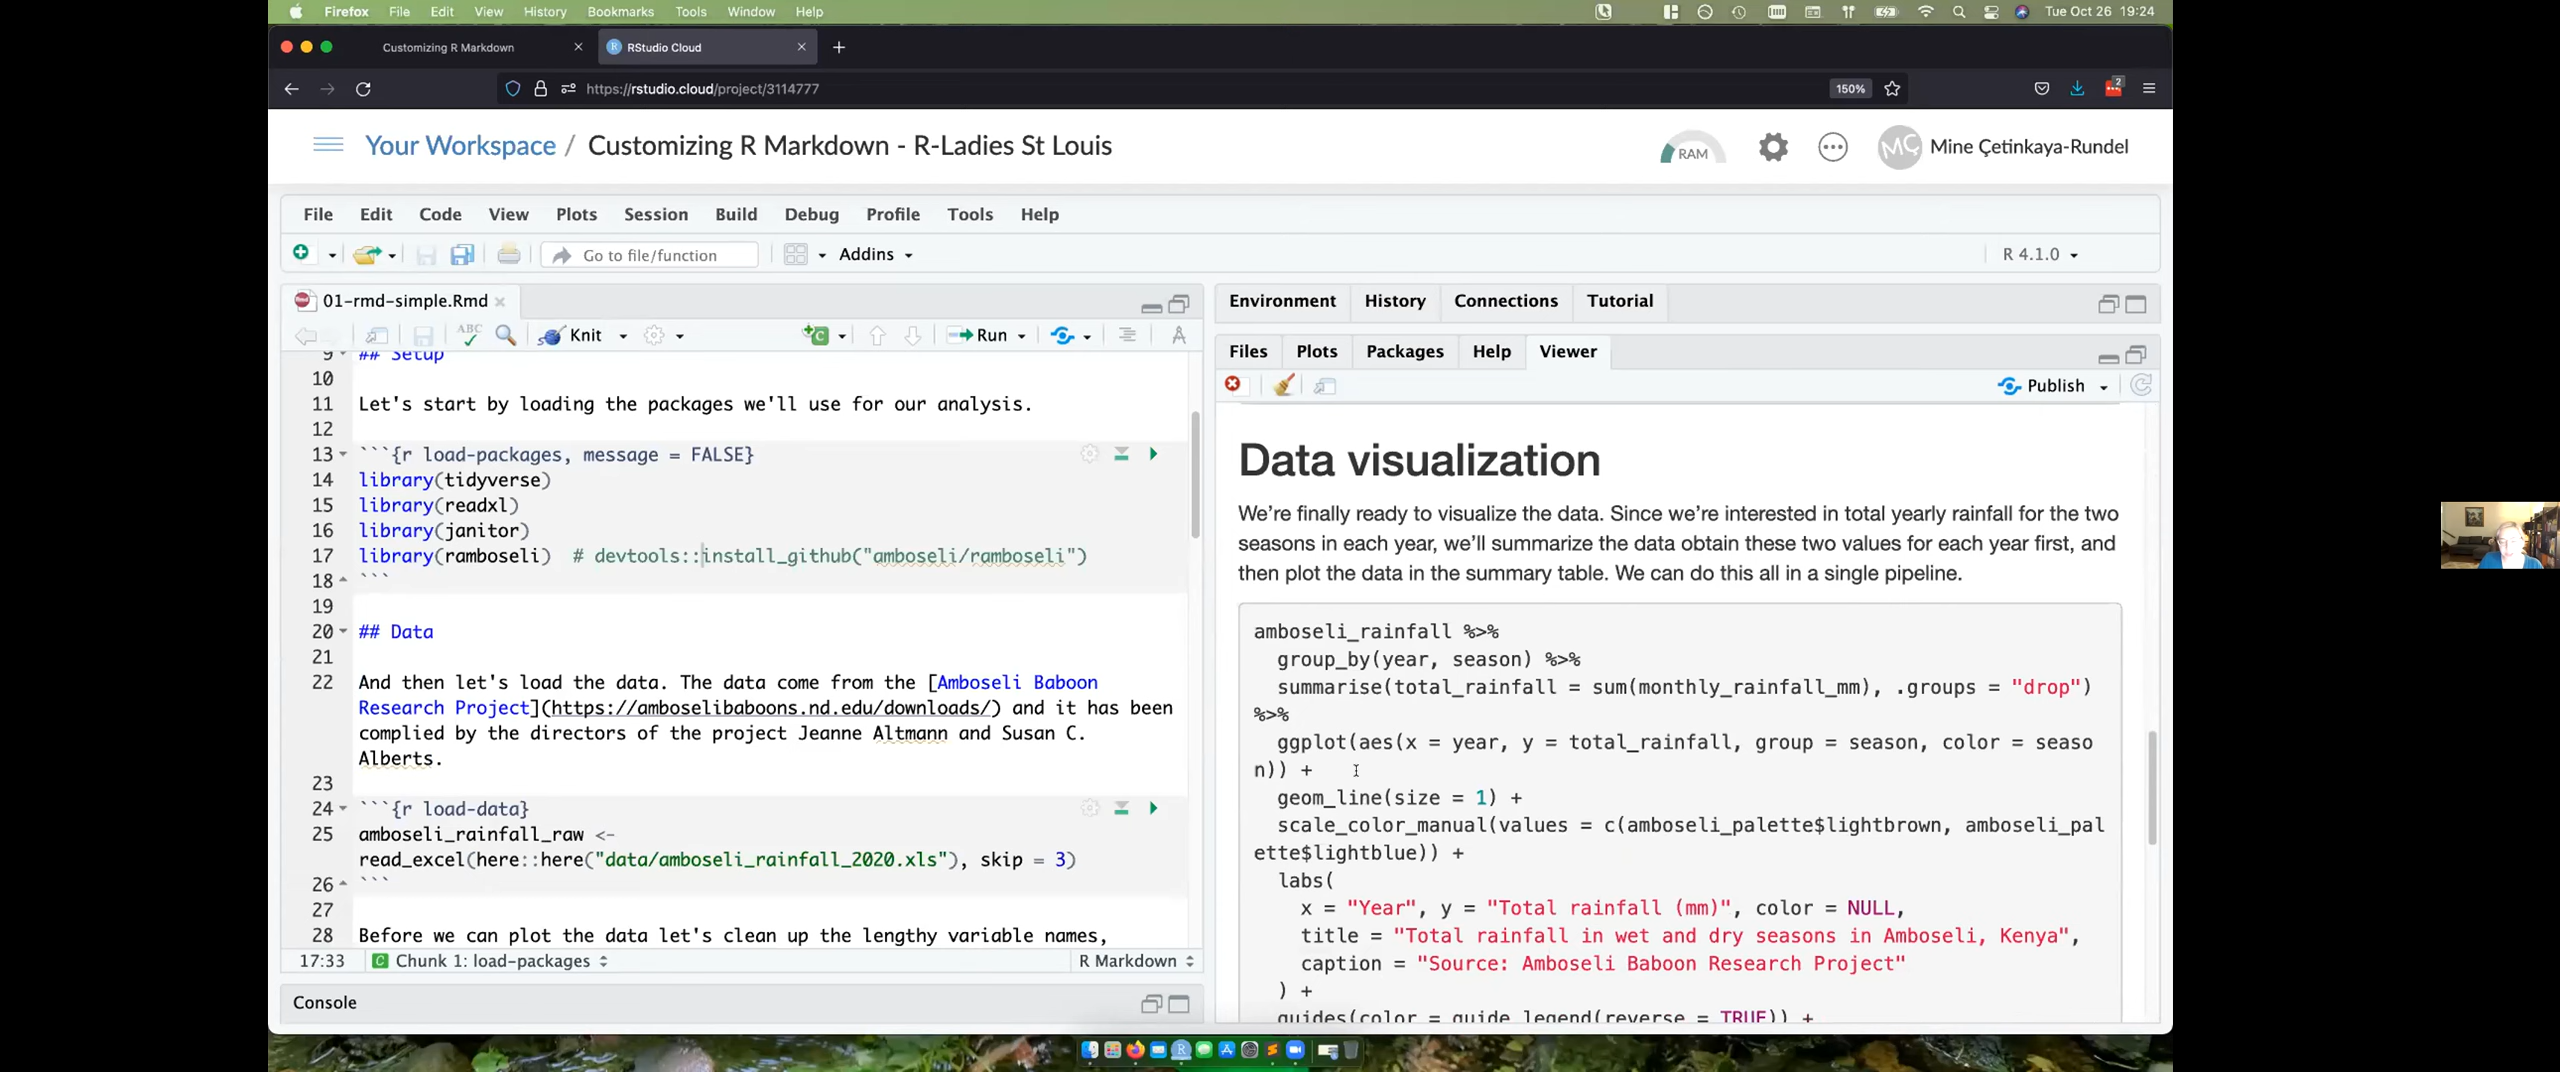 Firefox File Edit View History Bookmarks Tools Window Help Tue Oct 26 19:24
Customizing R Markdown RStudio Cloud
https://rstudio.cloud/project/3114777 150% 2
Your Workspace / Customizing R Markdown - R-Ladies St Louis RAM MÇ Mine Çetinkaya-Rundel
File Edit Code View Plots Session Build Debug Profile Tools Help
Go to file/function Addins R 4.1.0
01-rmd-simple.Rmd
ABC Knit Run
9 ## Setup
10
11 Let's start by loading the packages we'll use for our analysis.
12
13 ```{r load-packages, message = FALSE}
14 library(tidyverse)
15 library(readxl)
16 library(janitor)
17 library(ramboseli)  # devtools::install_github("amboseli/ramboseli")
18 ```
19
20 ## Data
21
22 And then let's load the data. The data come from the [Amboseli Baboon
Research Project](https://amboselibaboons.nd.edu/downloads/) and it has been
complied by the directors of the project Jeanne Altmann and Susan C.
Alberts.
23
24 ```{r load-data}
25 amboseli_rainfall_raw <-
read_excel(here::here("data/amboseli_rainfall_2020.xls"), skip = 3)
26 ```
27
28 Before we can plot the data let's clean up the lengthy variable names,
17:33 Chunk 1: load-packages R Markdown
Console
Environment History Connections Tutorial
Files Plots Packages Help Viewer
Publish
Data visualization
We're finally ready to visualize the data. Since we're interested in total yearly rainfall for the two
seasons in each year, we'll summarize the data obtain these two values for each year first, and
then plot the data in the summary table. We can do this all in a single pipeline.
amboseli_rainfall %>%
group_by(year, season) %>%
summarise(total_rainfall = sum(monthly_rainfall_mm), .groups = "drop")
%>%
ggplot(aes(x = year, y = total_rainfall, group = season, color = seaso
n)) +
geom_line(size = 1) +
scale_color_manual(values = c(amboseli_palette$lightbrown, amboseli_pal
ette$lightblue)) +
labs(
x = "Year", y = "Total rainfall (mm)", color = NULL,
title = "Total rainfall in wet and dry seasons in Amboseli, Kenya",
caption = "Source: Amboseli Baboon Research Project"
) +
guides(color = guide_legend(reverse = TRUE)) +